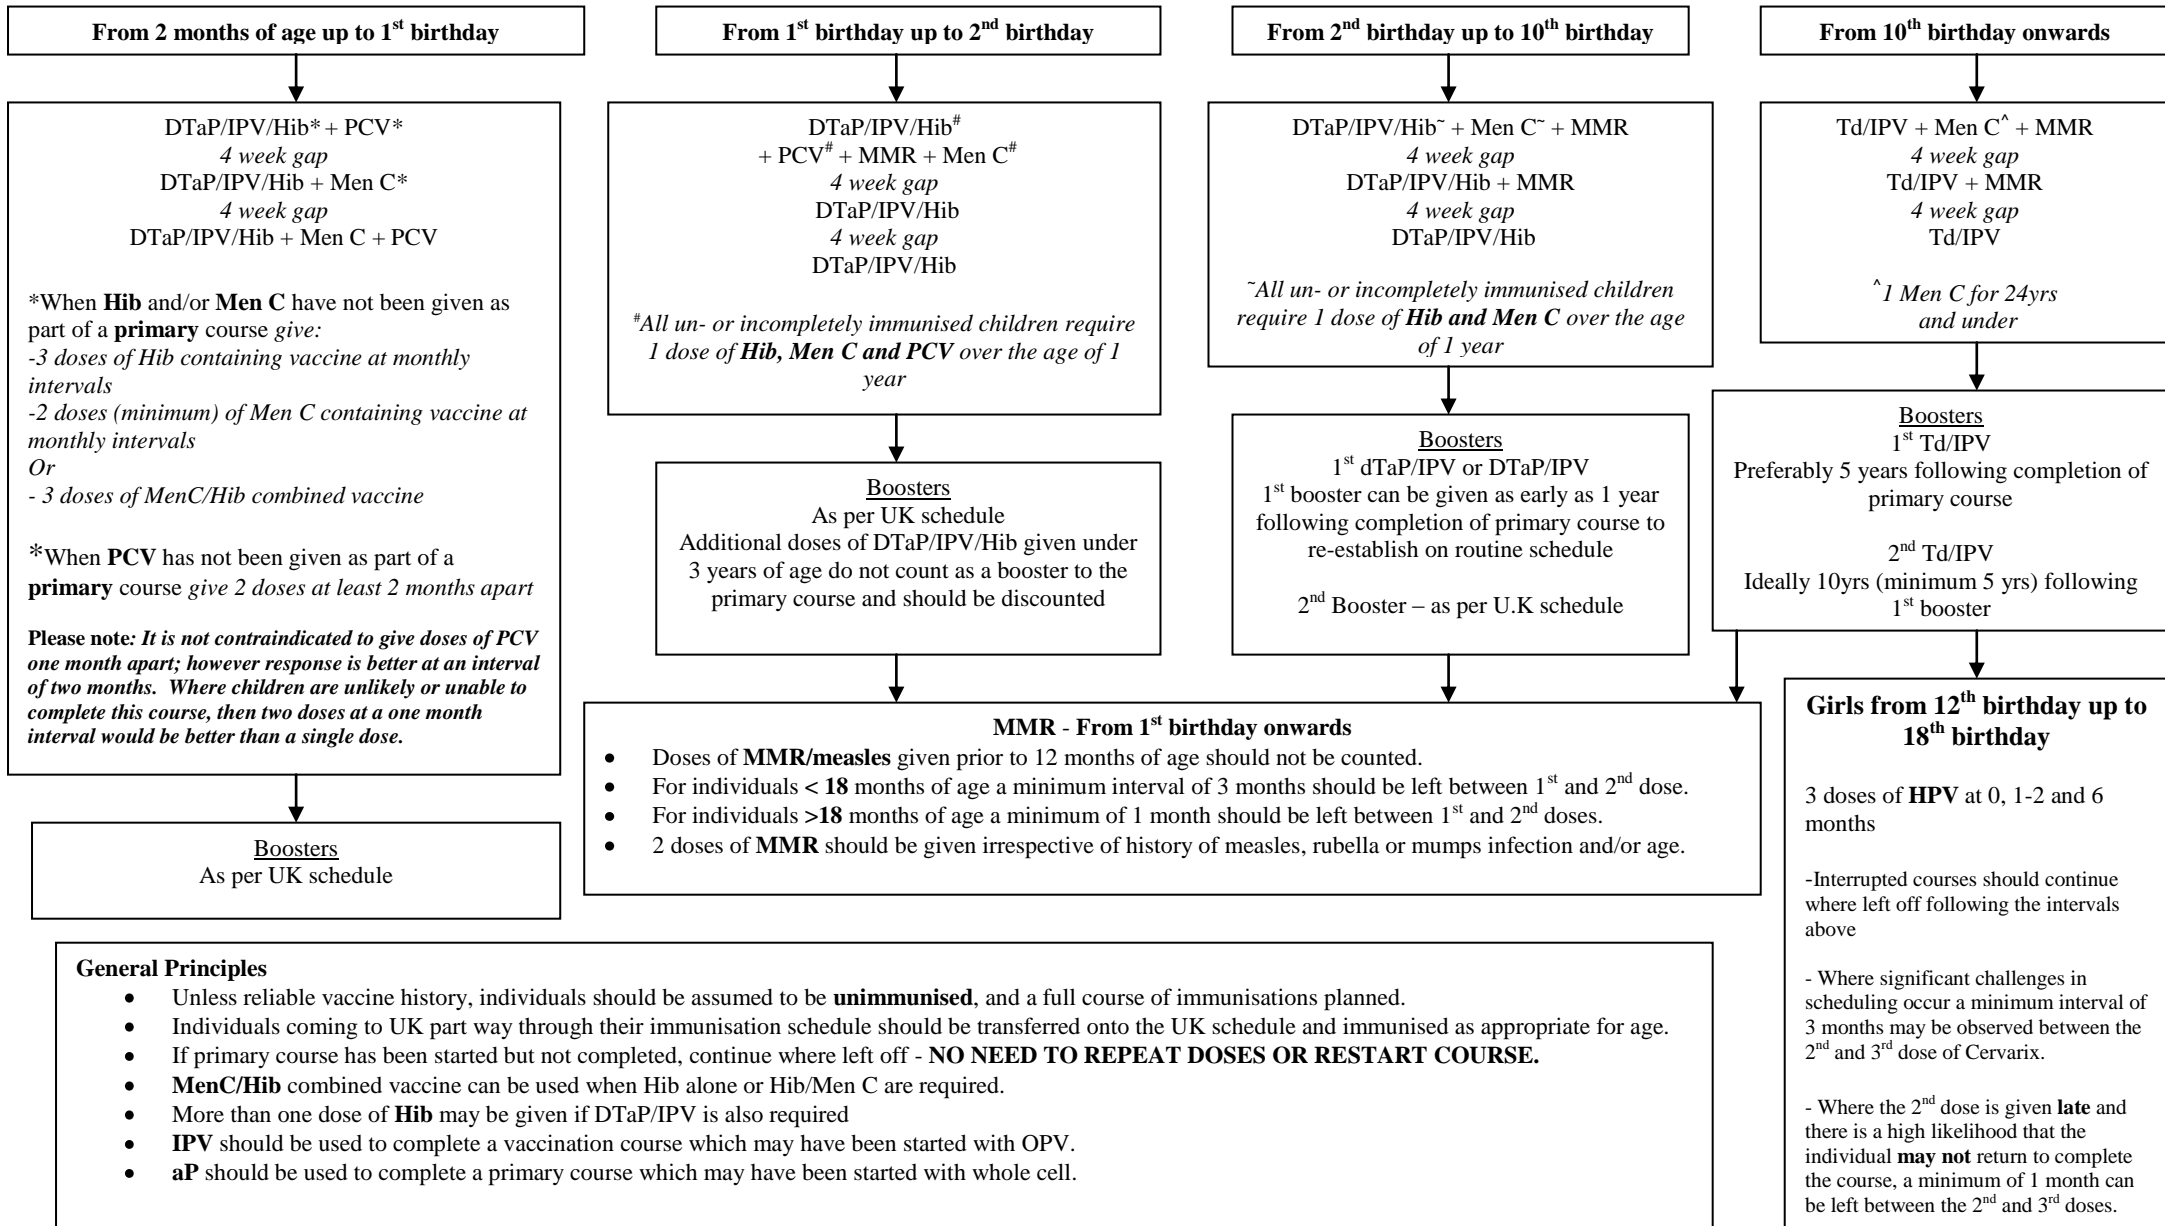 From 2 months of age up to 1st birthday
DTaP/IPV/Hib* + PCV*
4 week gap
DTaP/IPV/Hib + Men C*
4 week gap
DTaP/IPV/Hib + Men C + PCV
*When Hib and/or Men C have not been given as
part of a primary course give:
-3 doses of Hib containing vaccine at monthly
intervals
-2 doses (minimum) of Men C containing vaccine at
monthly intervals
Or
- 3 doses of MenC/Hib combined vaccine
*When PCV has not been given as part of a
primary course give 2 doses at least 2 months apart
Please note: It is not contraindicated to give doses of PCV
one month apart; however response is better at an interval
of two months. Where children are unlikely or unable to
complete this course, then two doses at a one month
interval would be better than a single dose.
Boosters
As per UK schedule
From 1st birthday up to 2nd birthday
DTaP/IPV/Hib#
+ PCV# + MMR + Men C#
4 week gap
DTaP/IPV/Hib
4 week gap
DTaP/IPV/Hib
#All un- or incompletely immunised children require
1 dose of Hib, Men C and PCV over the age of 1
year
Boosters
As per UK schedule
Additional doses of DTaP/IPV/Hib given under
3 years of age do not count as a booster to the
primary course and should be discounted
From 2nd birthday up to 10th birthday
DTaP/IPV/Hib~ + Men C~ + MMR
4 week gap
DTaP/IPV/Hib + MMR
4 week gap
DTaP/IPV/Hib
~All un- or incompletely immunised children
require 1 dose of Hib and Men C over the age
of 1 year
Boosters
1st dTaP/IPV or DTaP/IPV
1st booster can be given as early as 1 year
following completion of primary course to
re-establish on routine schedule
2nd Booster – as per U.K schedule
From 10th birthday onwards
Td/IPV + Men C^ + MMR
4 week gap
Td/IPV + MMR
4 week gap
Td/IPV
^1 Men C for 24yrs
and under
Boosters
1st Td/IPV
Preferably 5 years following completion of
primary course
2nd Td/IPV
Ideally 10yrs (minimum 5 yrs) following
1st booster
MMR - From 1st birthday onwards
• Doses of MMR/measles given prior to 12 months of age should not be counted.
• For individuals < 18 months of age a minimum interval of 3 months should be left between 1st and 2nd dose.
• For individuals >18 months of age a minimum of 1 month should be left between 1st and 2nd doses.
• 2 doses of MMR should be given irrespective of history of measles, rubella or mumps infection and/or age.
Girls from 12th birthday up to
18th birthday
3 doses of HPV at 0, 1-2 and 6
months
-Interrupted courses should continue
where left off following the intervals
above
- Where significant challenges in
scheduling occur a minimum interval of
3 months may be observed between the
2nd and 3rd dose of Cervarix.
- Where the 2nd dose is given late and
there is a high likelihood that the
individual may not return to complete
the course, a minimum of 1 month can
be left between the 2nd and 3rd doses.
General Principles
• Unless reliable vaccine history, individuals should be assumed to be unimmunised, and a full course of immunisations planned.
• Individuals coming to UK part way through their immunisation schedule should be transferred onto the UK schedule and immunised as appropriate for age.
• If primary course has been started but not completed, continue where left off - NO NEED TO REPEAT DOSES OR RESTART COURSE.
• MenC/Hib combined vaccine can be used when Hib alone or Hib/Men C are required.
• More than one dose of Hib may be given if DTaP/IPV is also required
• IPV should be used to complete a vaccination course which may have been started with OPV.
• aP should be used to complete a primary course which may have been started with whole cell.